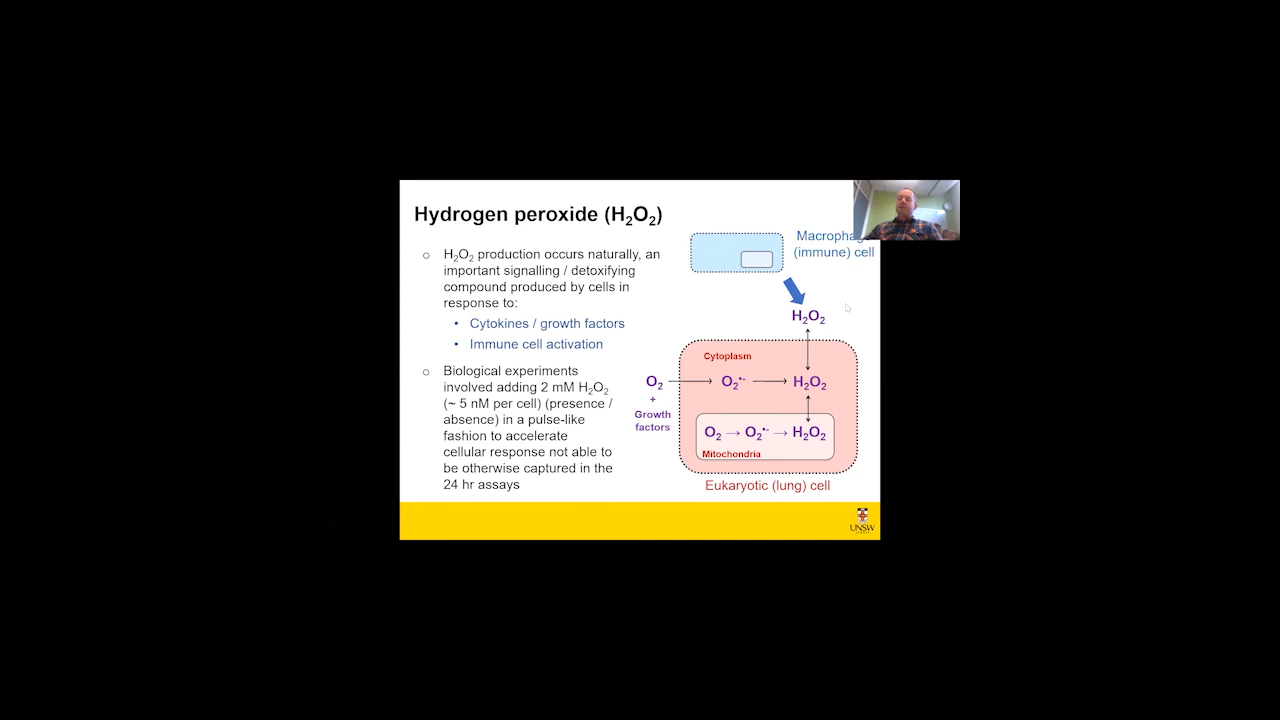 Hydrogen peroxide (H₂O₂)
○ H₂O₂ production occurs naturally, an
important signalling / detoxifying
compound produced by cells in
response to:
• Cytokines / growth factors
• Immune cell activation
○ Biological experiments
involved adding 2 mM H₂O₂
(~ 5 nM per cell) (presence /
absence) in a pulse-like
fashion to accelerate
cellular response not able to
be otherwise captured in the
24 hr assays
(immune) cell
H₂O₂
Cytoplasm
O₂ → O₂•- → H₂O₂
+
Growth
factors
O₂ → O₂•- → H₂O₂
Mitochondria
Eukaryotic (lung) cell
UNSW